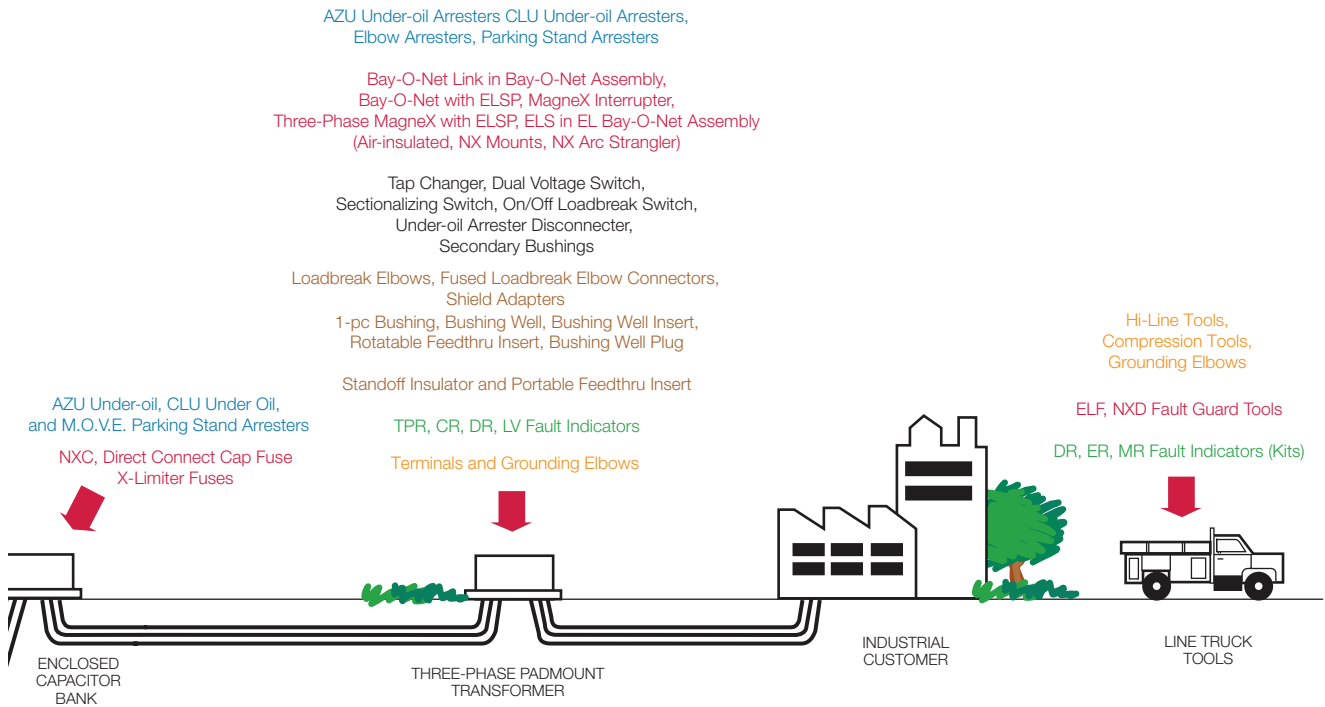 AZU Under-oil Arresters CLU Under-oil Arresters,
Elbow Arresters, Parking Stand Arresters
Bay-O-Net Link in Bay-O-Net Assembly,
Bay-O-Net with ELSP, MagneX Interrupter,
Three-Phase MagneX with ELSP, ELS in EL Bay-O-Net Assembly
(Air-insulated, NX Mounts, NX Arc Strangler)
Tap Changer, Dual Voltage Switch,
Sectionalizing Switch, On/Off Loadbreak Switch,
Under-oil Arrester Disconnecter,
Secondary Bushings
Loadbreak Elbows, Fused Loadbreak Elbow Connectors,
Shield Adapters
1-pc Bushing, Bushing Well, Bushing Well Insert,
Rotatable Feedthru Insert, Bushing Well Plug
Standoff Insulator and Portable Feedthru Insert
TPR, CR, DR, LV Fault Indicators
Terminals and Grounding Elbows
AZU Under-oil, CLU Under Oil,
and M.O.V.E. Parking Stand Arresters
NXC, Direct Connect Cap Fuse
X-Limiter Fuses
Hi-Line Tools,
Compression Tools,
Grounding Elbows
ELF, NXD Fault Guard Tools
DR, ER, MR Fault Indicators (Kits)
ENCLOSED
CAPACITOR
BANK
THREE-PHASE PADMOUNT
TRANSFORMER
INDUSTRIAL
CUSTOMER
LINE TRUCK
TOOLS